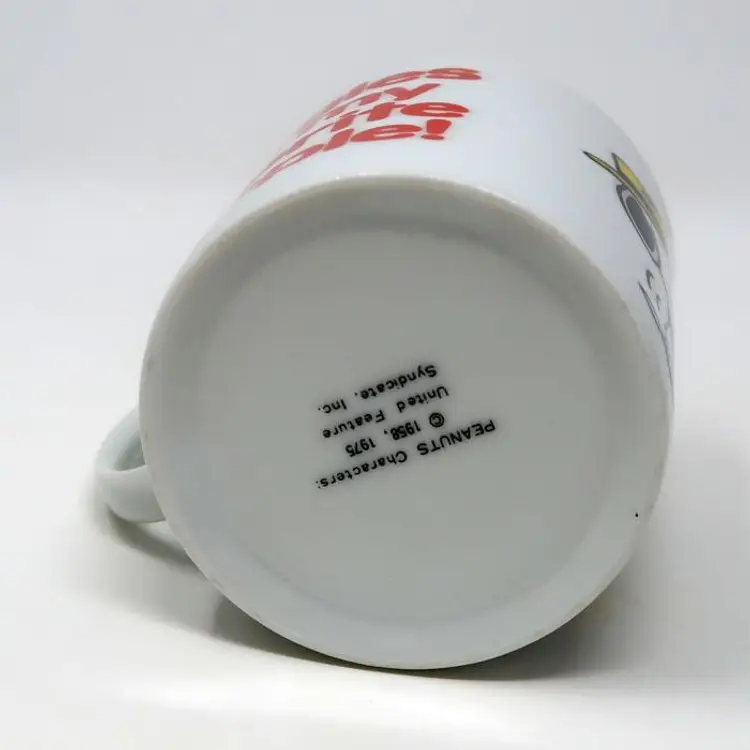 PEANUTS Characters:
© 1958, 1975
United Feature
Syndicate, Inc.